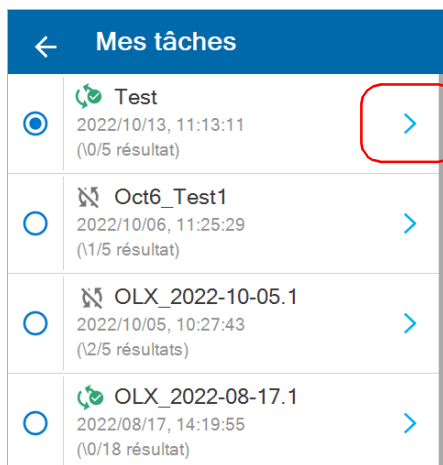 Mes tâches
Test
2022/10/13, 11:13:11
(\0/5 résultat)
Oct6_Test1
2022/10/06, 11:25:29
(\1/5 résultat)
OLX_2022-10-05.1
2022/10/05, 10:27:43
(\2/5 résultats)
OLX_2022-08-17.1
2022/08/17, 14:19:55
(\0/18 résultat)